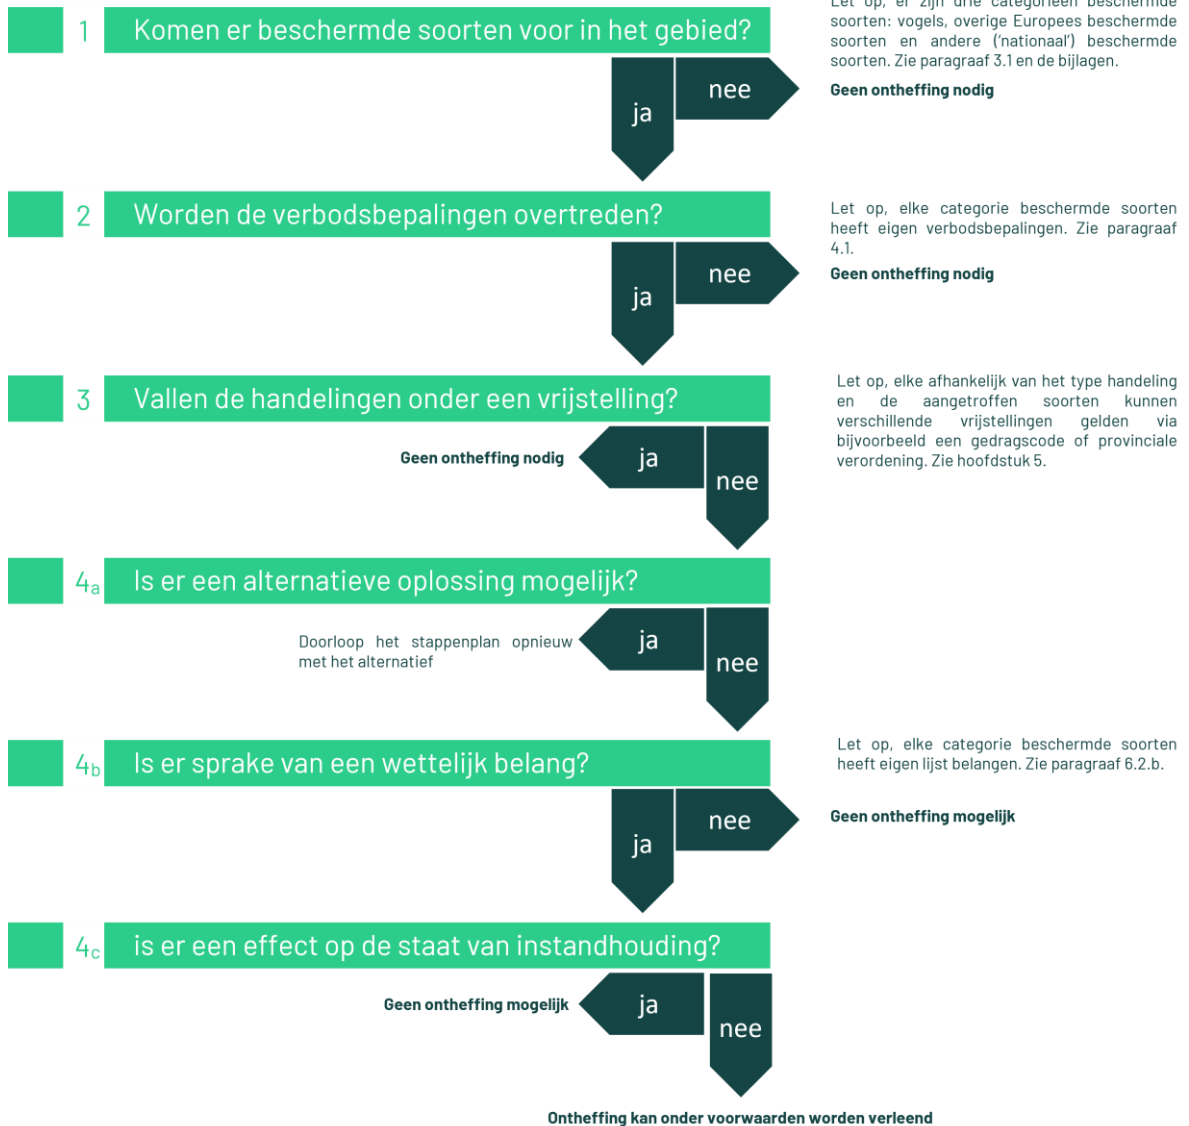 Let op, er zijn drie categorieën beschermde
1 Komen er beschermde soorten voor in het gebied?
soorten: vogels, overige Europees beschermde
soorten en andere ('nationaal') beschermde
soorten. Zie paragraaf 3.1 en de bijlagen.
nee
Geen ontheffing nodig
ja
2 Worden de verbodsbepalingen overtreden?
Let op, elke categorie beschermde soorten
heeft eigen verbodsbepalingen. Zie paragraaf
4.1.
nee
Geen ontheffing nodig
ja
3 Vallen de handelingen onder een vrijstelling?
Let op, elke afhankelijk van het type handeling
en de aangetroffen soorten kunnen
verschillende vrijstellingen gelden via
bijvoorbeeld een gedragscode of provinciale
verordening. Zie hoofdstuk 5.
Geen ontheffing nodig
ja
nee
4a Is er een alternatieve oplossing mogelijk?
Doorloop het stappenplan opnieuw
met het alternatief
ja
nee
4b Is er sprake van een wettelijk belang?
Let op, elke categorie beschermde soorten
heeft eigen lijst belangen. Zie paragraaf 6.2.b.
nee
Geen ontheffing mogelijk
ja
4c is er een effect op de staat van instandhouding?
Geen ontheffing mogelijk
ja
nee
Ontheffing kan onder voorwaarden worden verleend